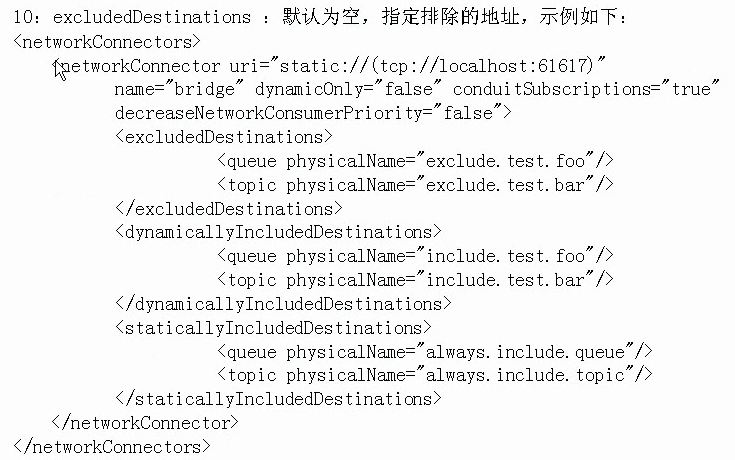 10: excludedDestinations : 默认为空，指定排除的地址，示例如下：
<networkConnectors>
<networkConnector uri="static://(tcp://localhost:61617)"
name="bridge" dynamicOnly="false" conduitSubscriptions="true"
decreaseNetworkConsumerPriority="false">
<excludedDestinations>
<queue physicalName="exclude.test.foo"/>
<topic physicalName="exclude.test.bar"/>
</excludedDestinations>
<dynamicallyIncludedDestinations>
<queue physicalName="include.test.foo"/>
<topic physicalName="include.test.bar"/>
</dynamicallyIncludedDestinations>
<staticallyIncludedDestinations>
<queue physicalName="always.include.queue"/>
<topic physicalName="always.include.topic"/>
</staticallyIncludedDestinations>
</networkConnector>
</networkConnectors>